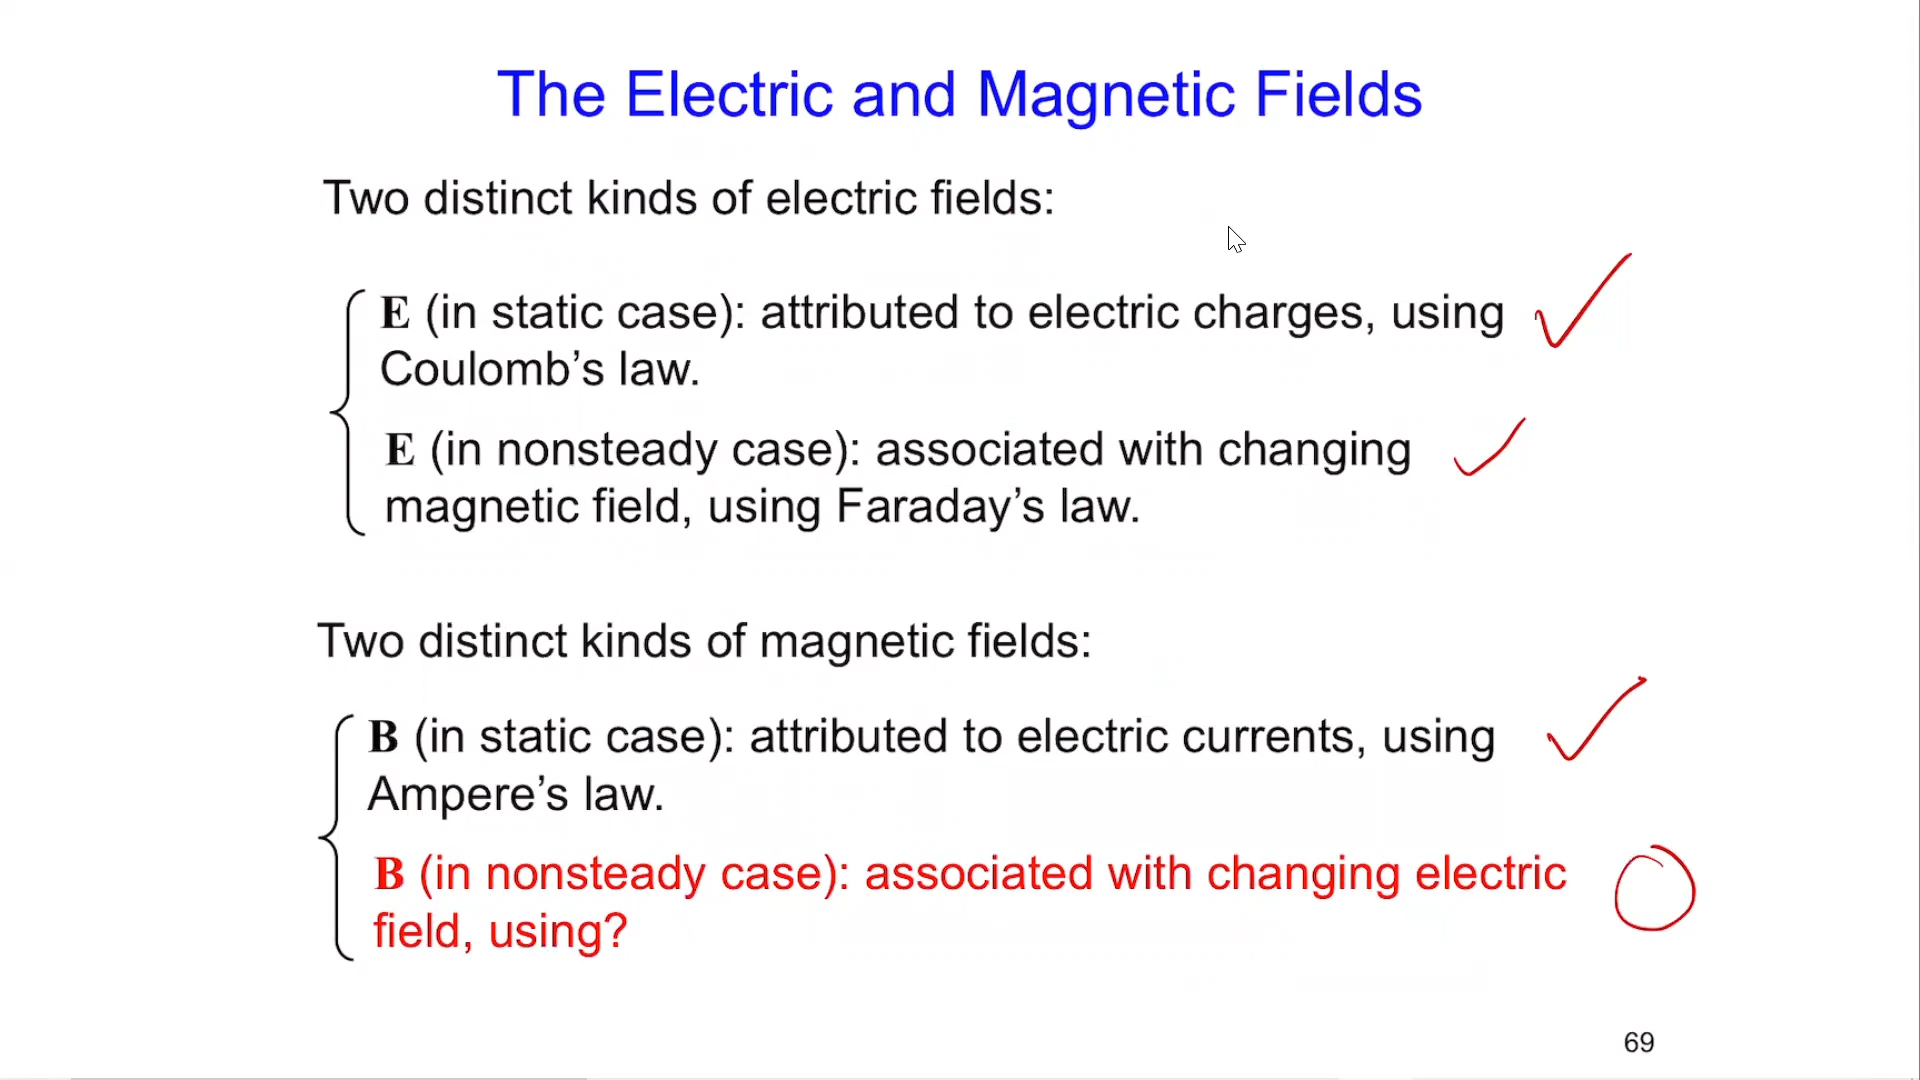 The Electric and Magnetic Fields
Two distinct kinds of electric fields:
E (in static case): attributed to electric charges, using
Coulomb’s law.
E (in nonsteady case): associated with changing
magnetic field, using Faraday’s law.
Two distinct kinds of magnetic fields:
B (in static case): attributed to electric currents, using
Ampere’s law.
B (in nonsteady case): associated with changing electric
field, using?
69